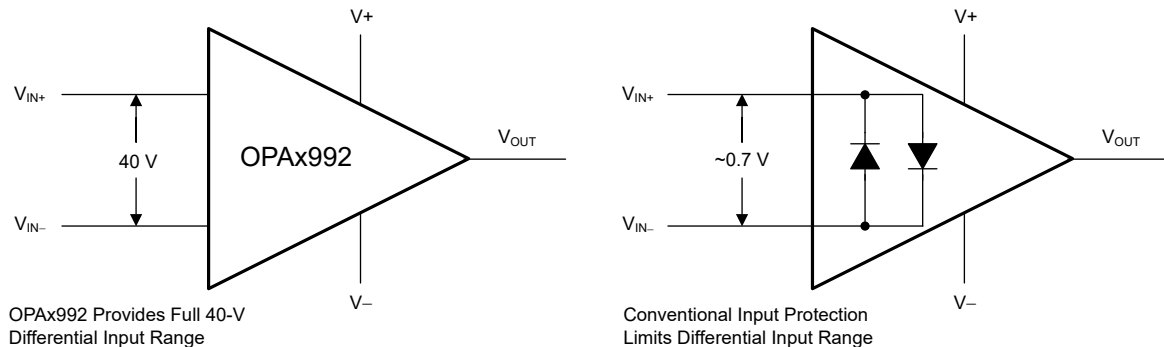 V+
V+
VIN+
VIN+
VOUT
VOUT
40 V
OPAx992
~0.7 V
VIN–
VIN–
V–
V–
OPAx992 Provides Full 40-V
Differential Input Range
Conventional Input Protection
Limits Differential Input Range